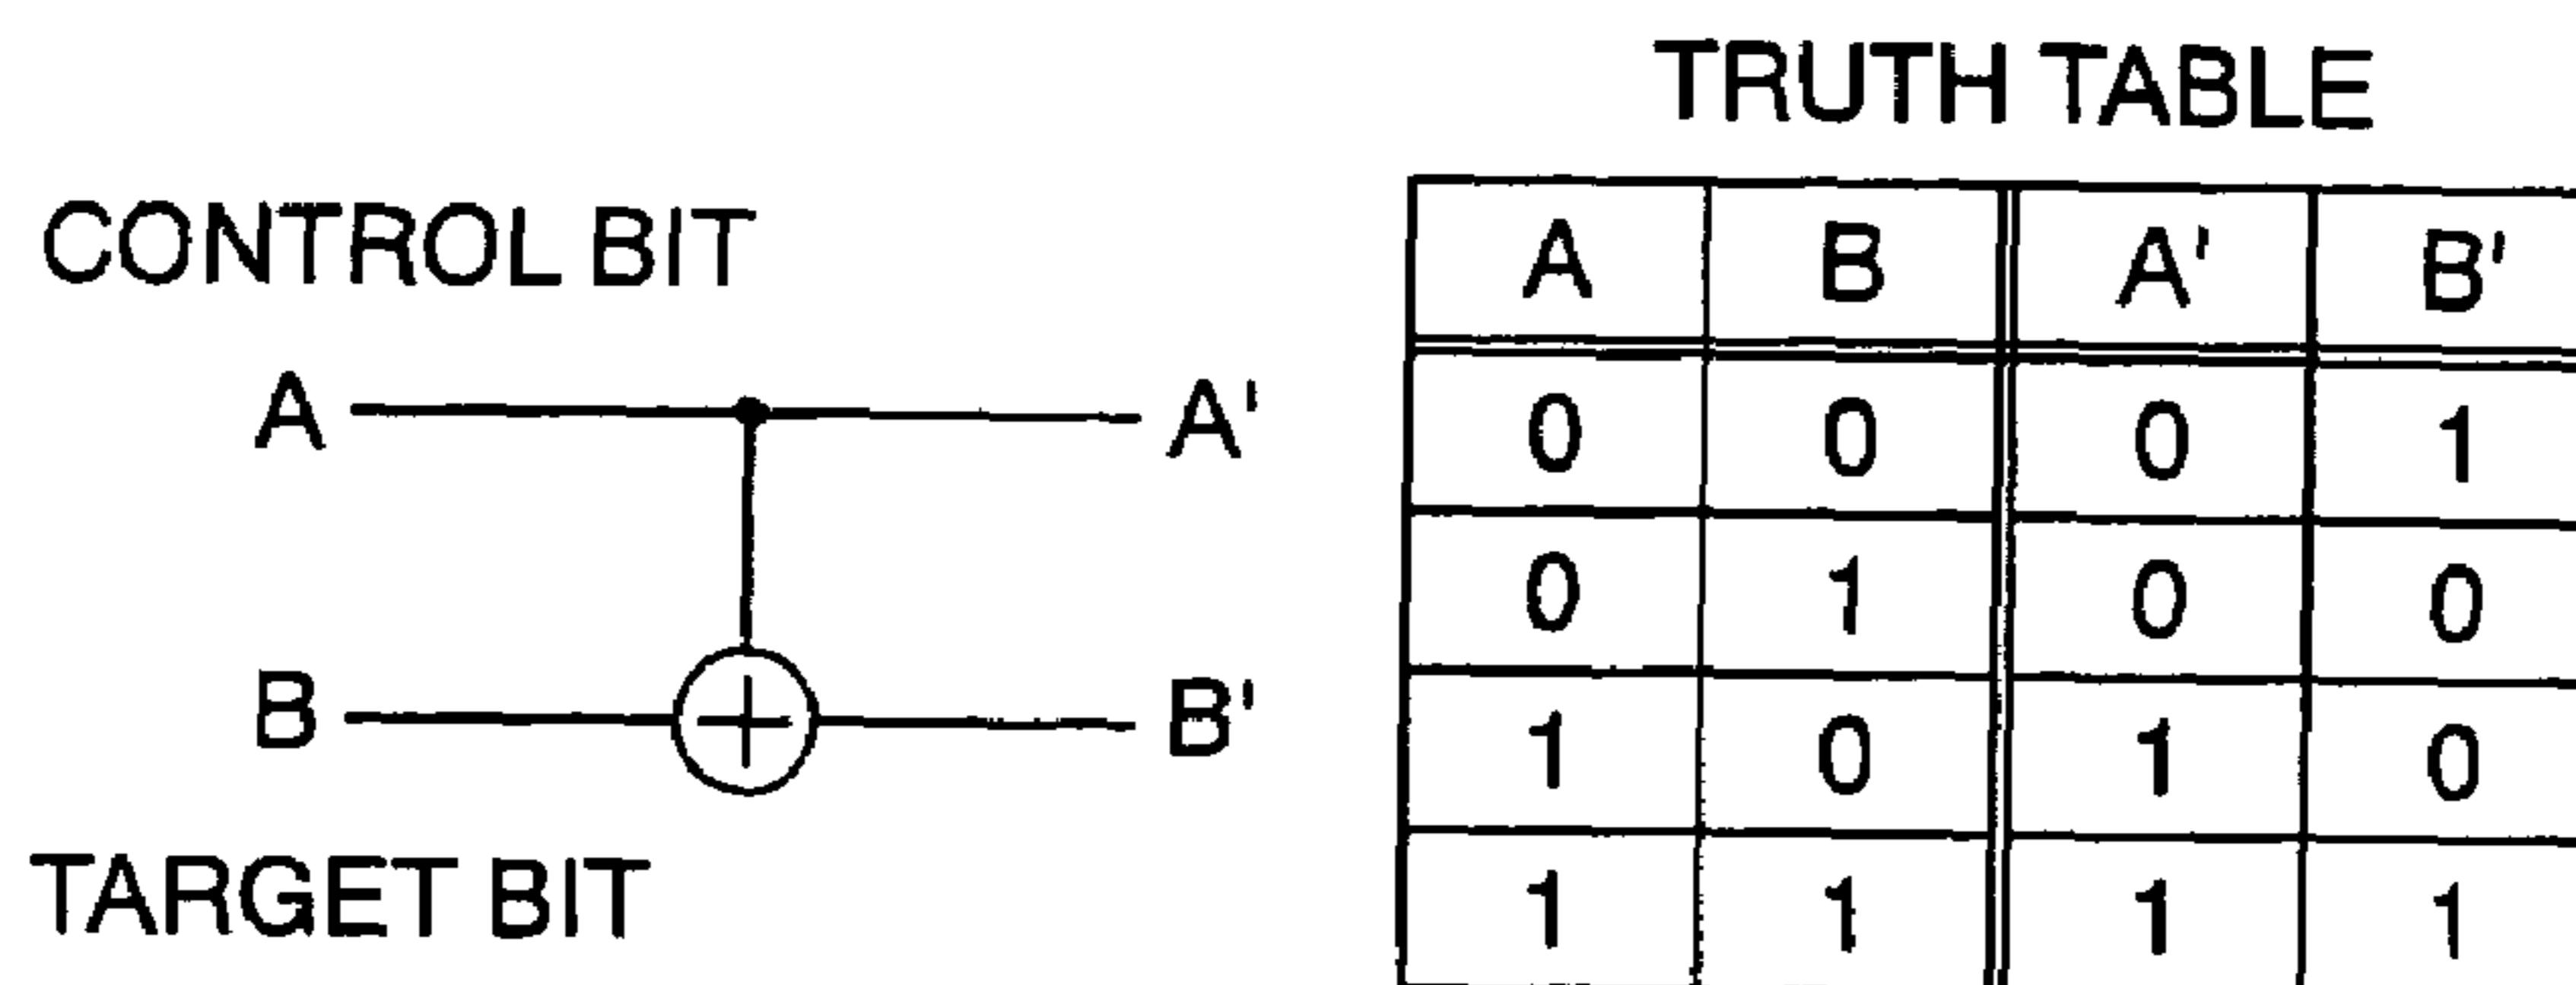 TRUTH TABLE
CONTROL BIT
A A'
B B'
TARGET BIT
A B A' B'
0 0 0 1
0 1 0 0
1 0 1 0
1 1 1 1